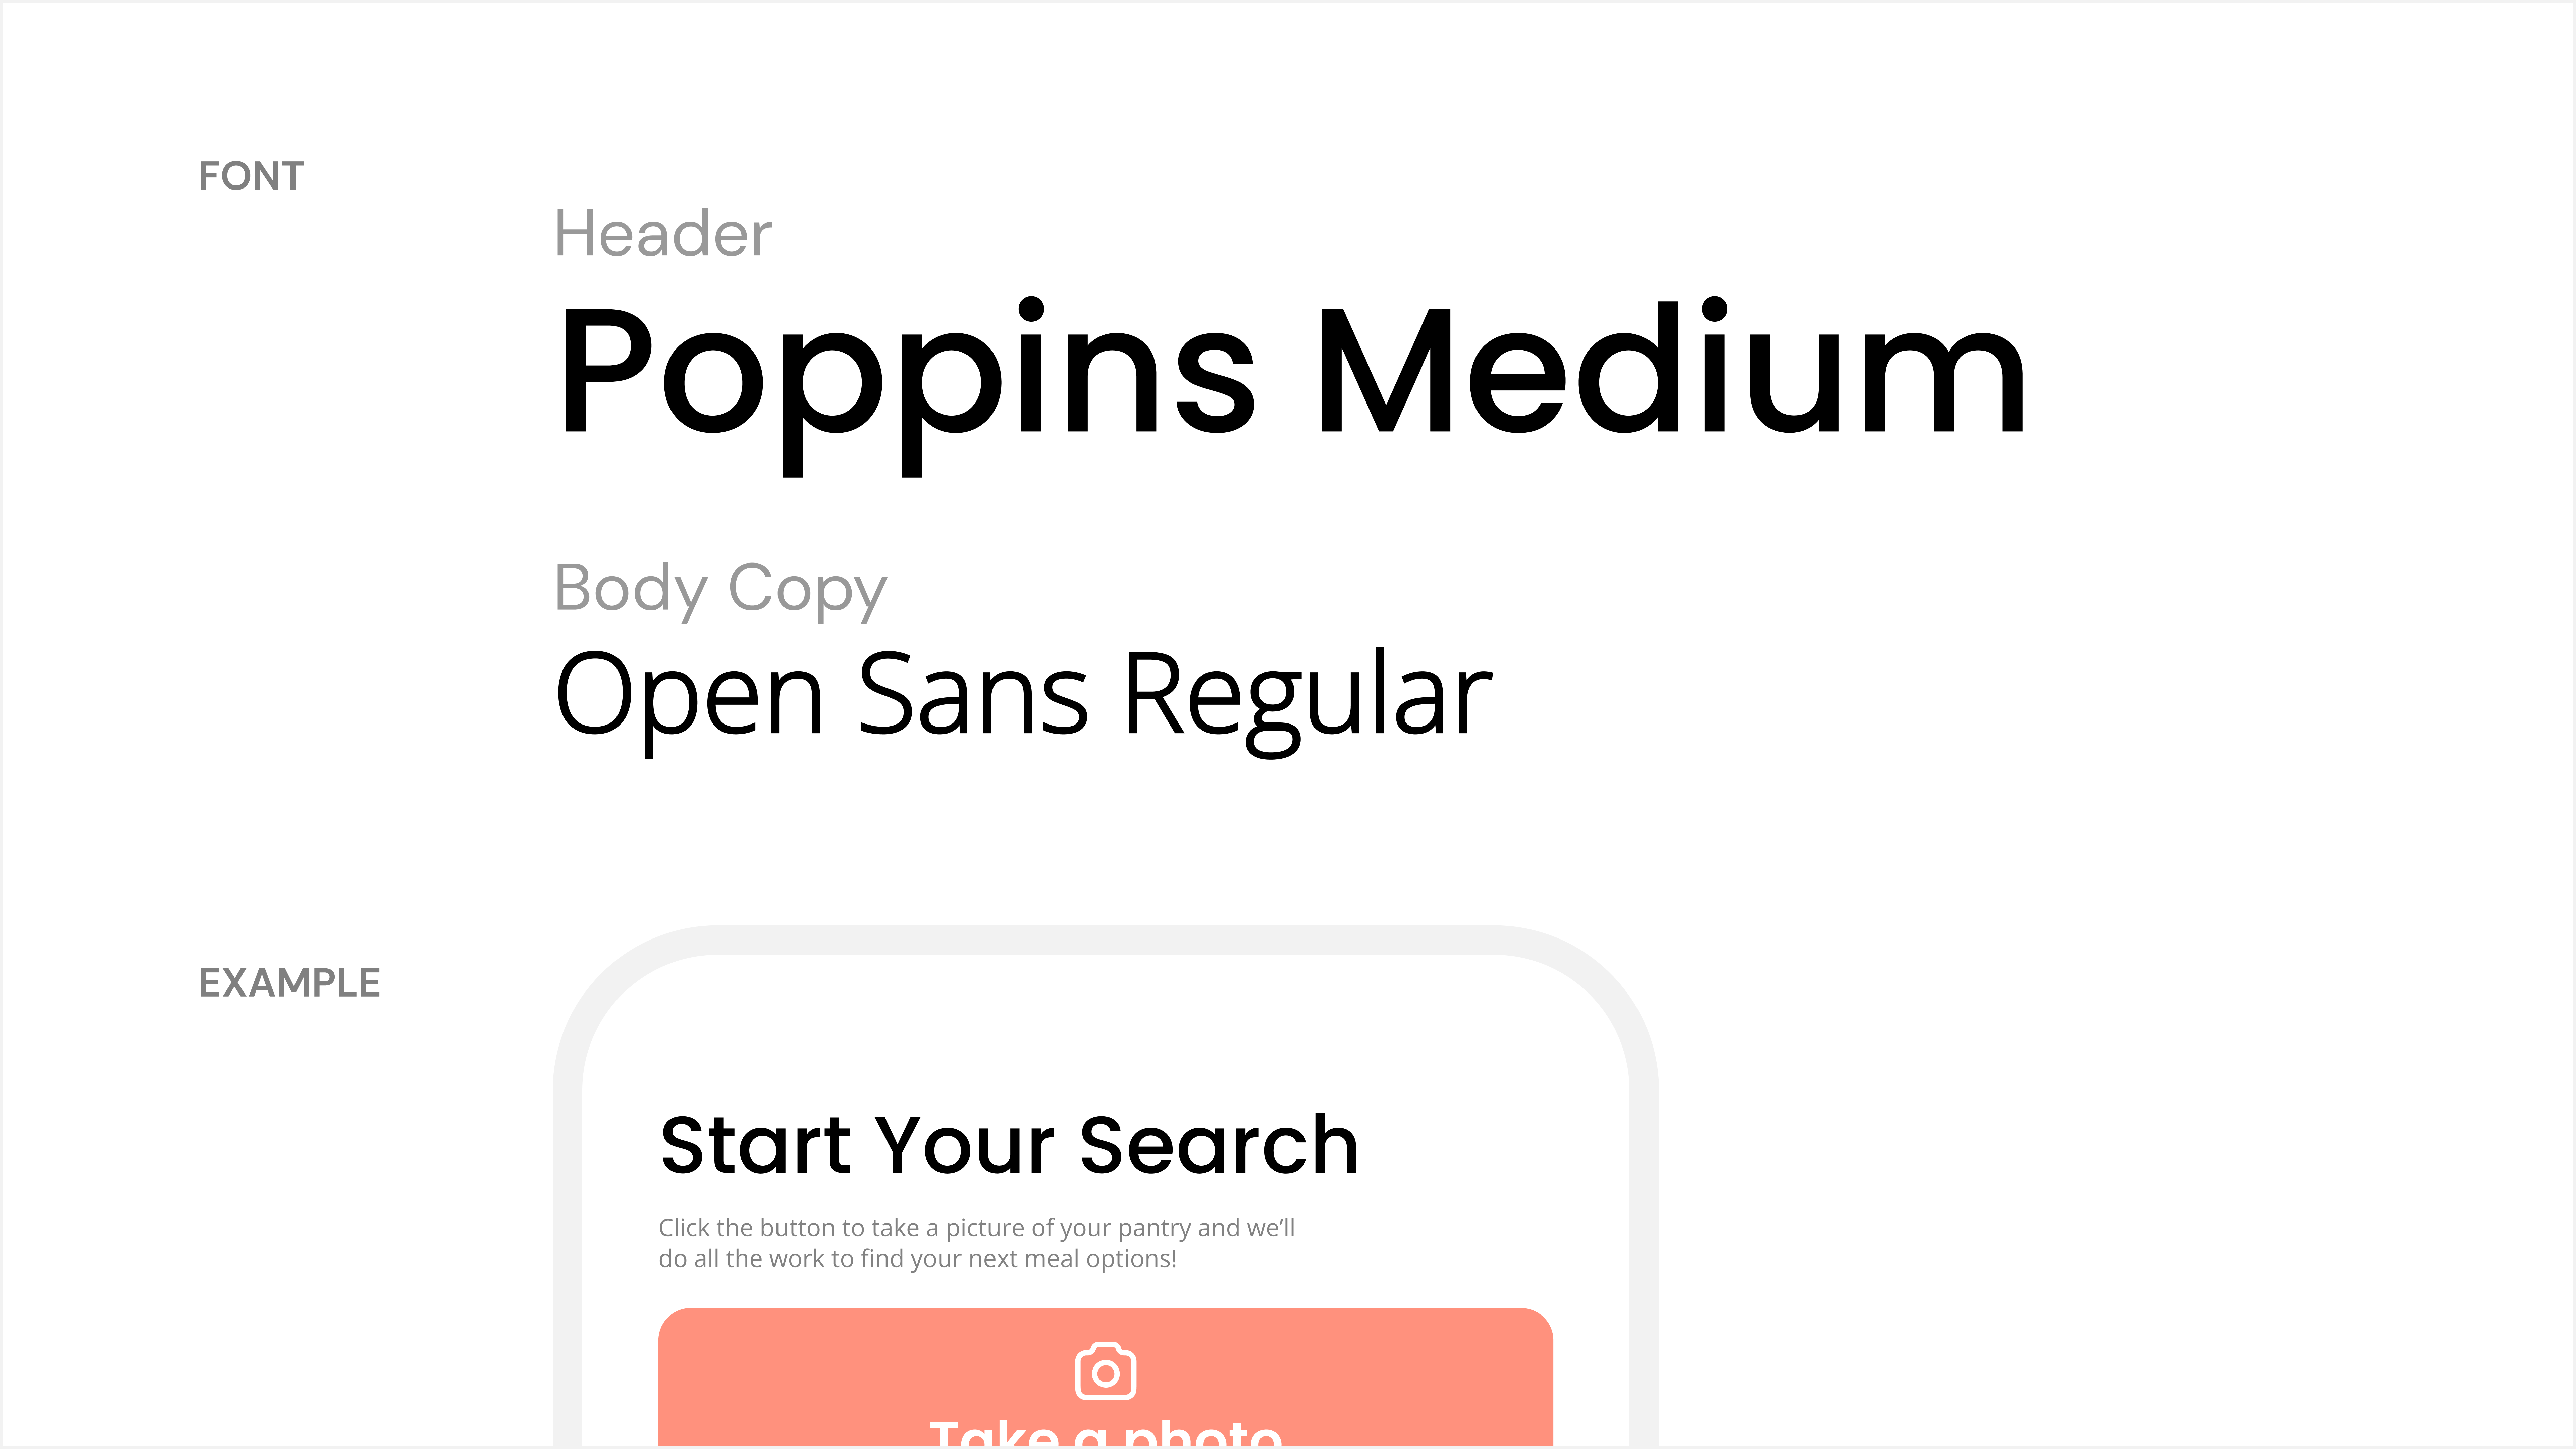 FONT
Header
Poppins Medium
Body Copy
Open Sans Regular
EXAMPLE
Start Your Search
Click the button to take a picture of your pantry and we’ll
do all the work to find your next meal options!
Take a photo